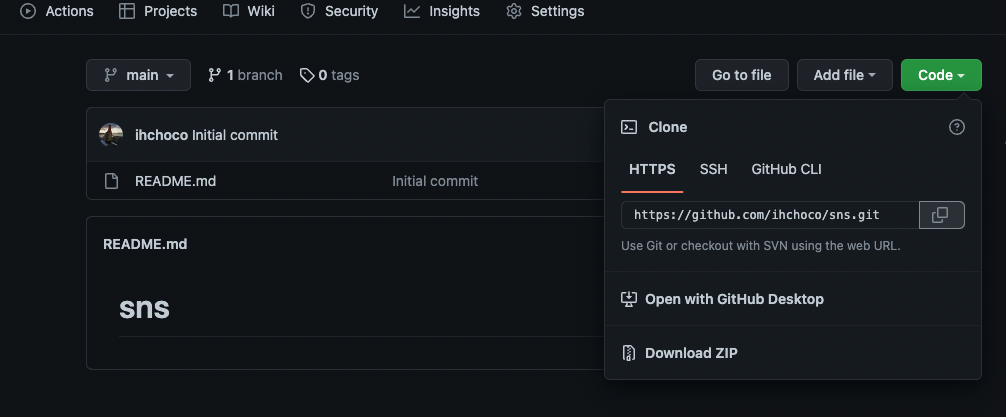 Actions Projects Wiki Security Insights Settings
main 1 branch 0 tags Go to file Add file Code
ihchoco Initial commit
README.md Initial commit
README.md
sns
Clone
HTTPS SSH GitHub CLI
https://github.com/ihchoco/sns.git
Use Git or checkout with SVN using the web URL.
Open with GitHub Desktop
Download ZIP